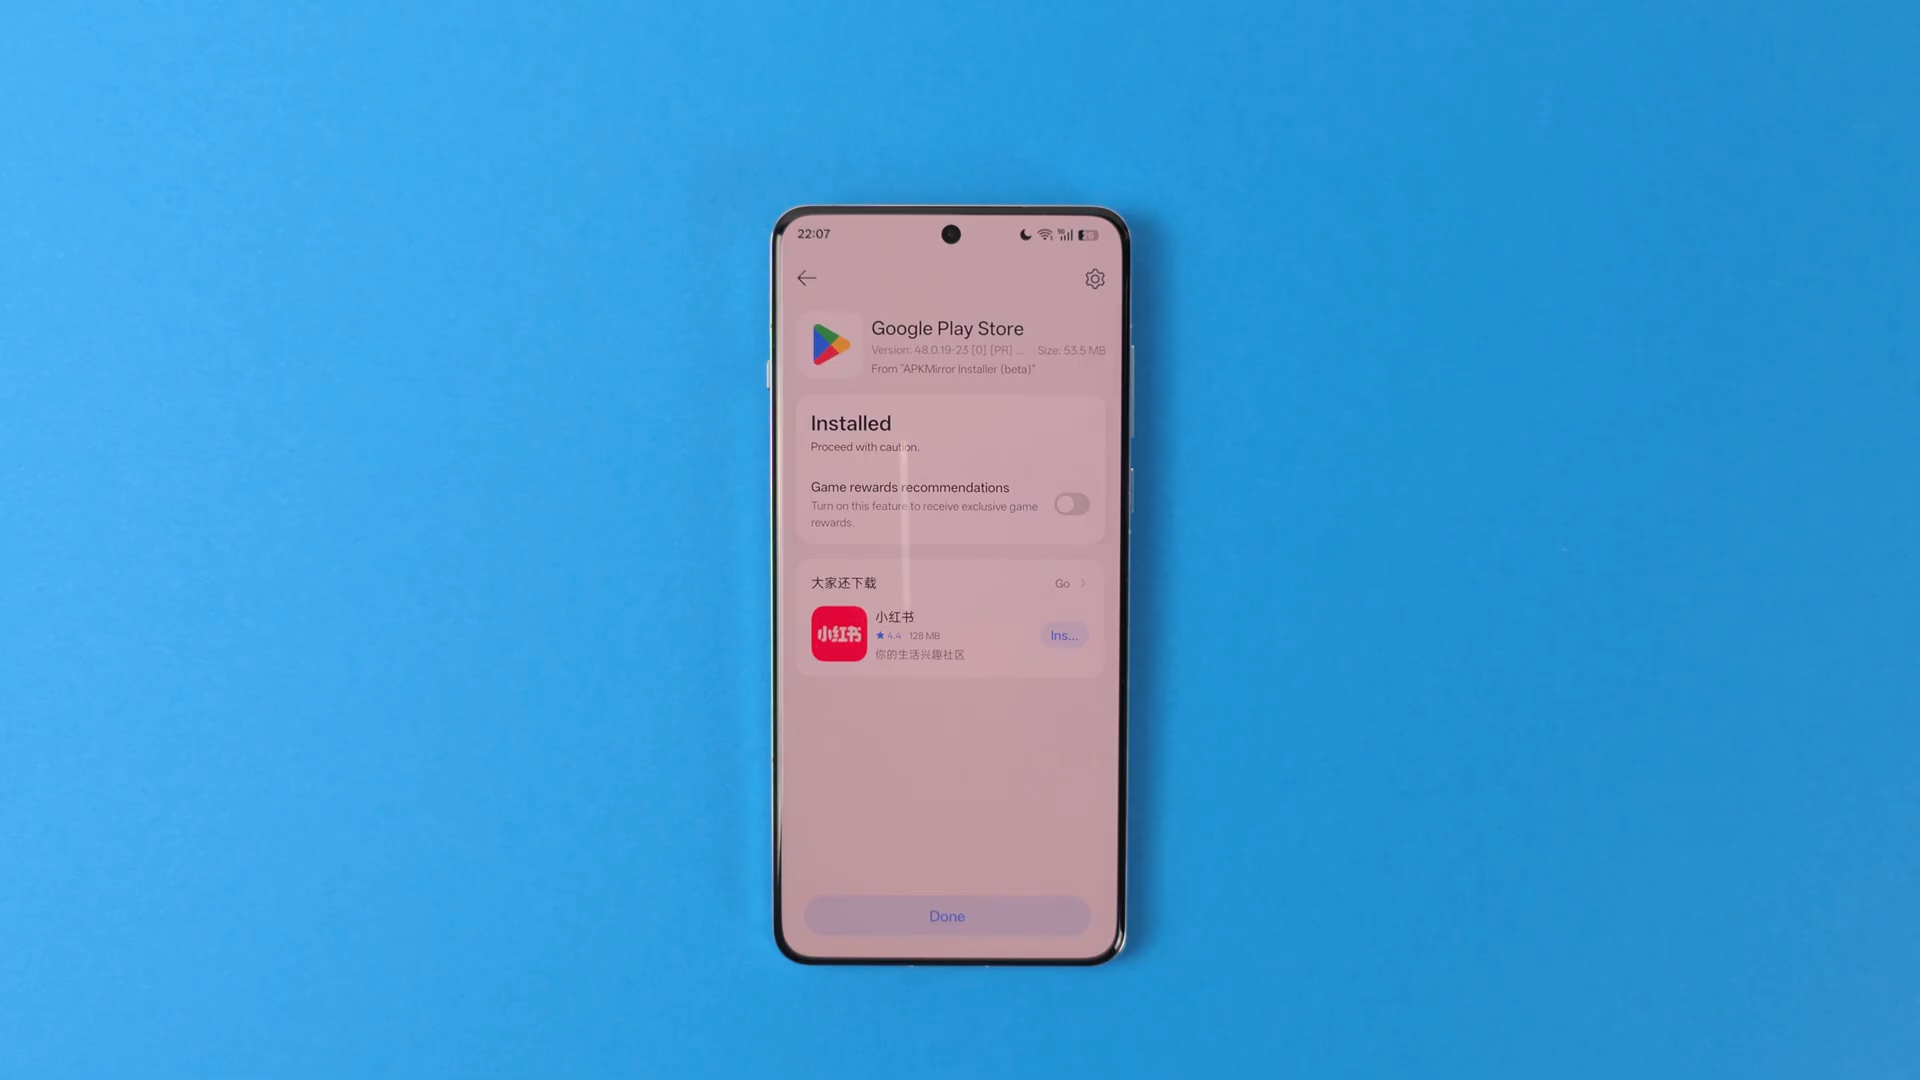 22:07
Google Play Store
Version: 48.0.19-23 [0] [PR] ... Size: 53.5 MB
From "APKMirror Installer (beta)"
Installed
Proceed with caution.
Game rewards recommendations
Turn on this feature to receive exclusive game
rewards.
大家还下载 Go
小红书
小红书
4.4 128 MB
Ins...
你的生活兴趣社区
Done